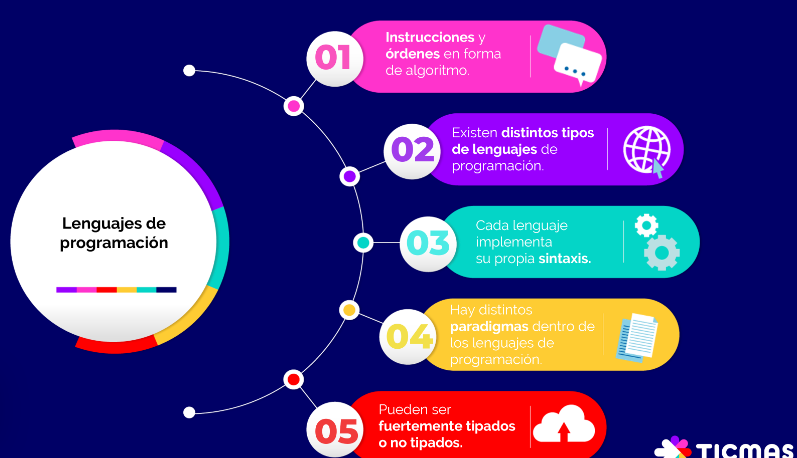 Lenguajes de
programación
01
Instrucciones y
órdenes en forma
de algoritmo.
02
Existen distintos tipos
de lenguajes de
programación.
03
Cada lenguaje
implementa
su propia sintaxis.
04
Hay distintos
paradigmas dentro de
los lenguajes de
programación.
05
Pueden ser
fuertemente tipados
o no tipados.
TICMAS